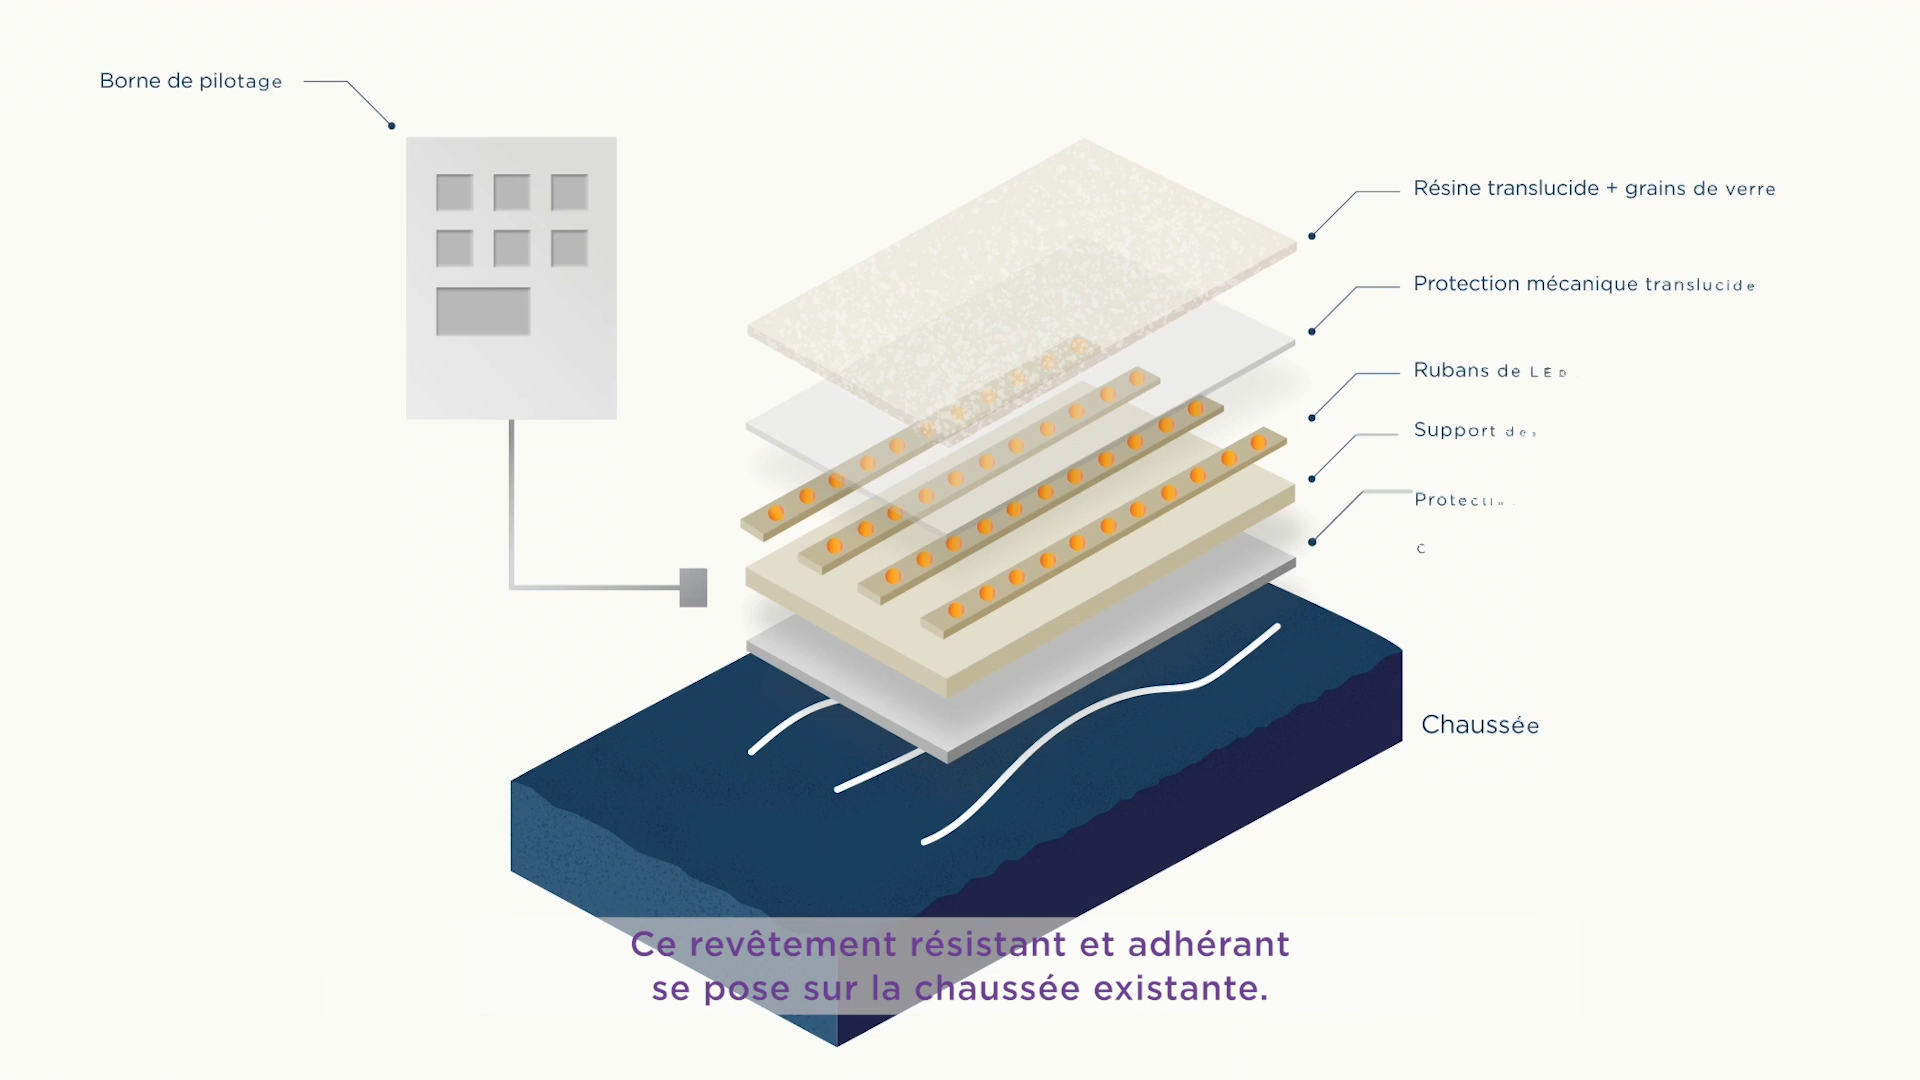 Borne de pilotage
Résine translucide + grains de verre
Protection mécanique translucide
Rubans de LED
Support des
Chaussée
Ce revêtement résistant et adhérant
se pose sur la chaussée existante.